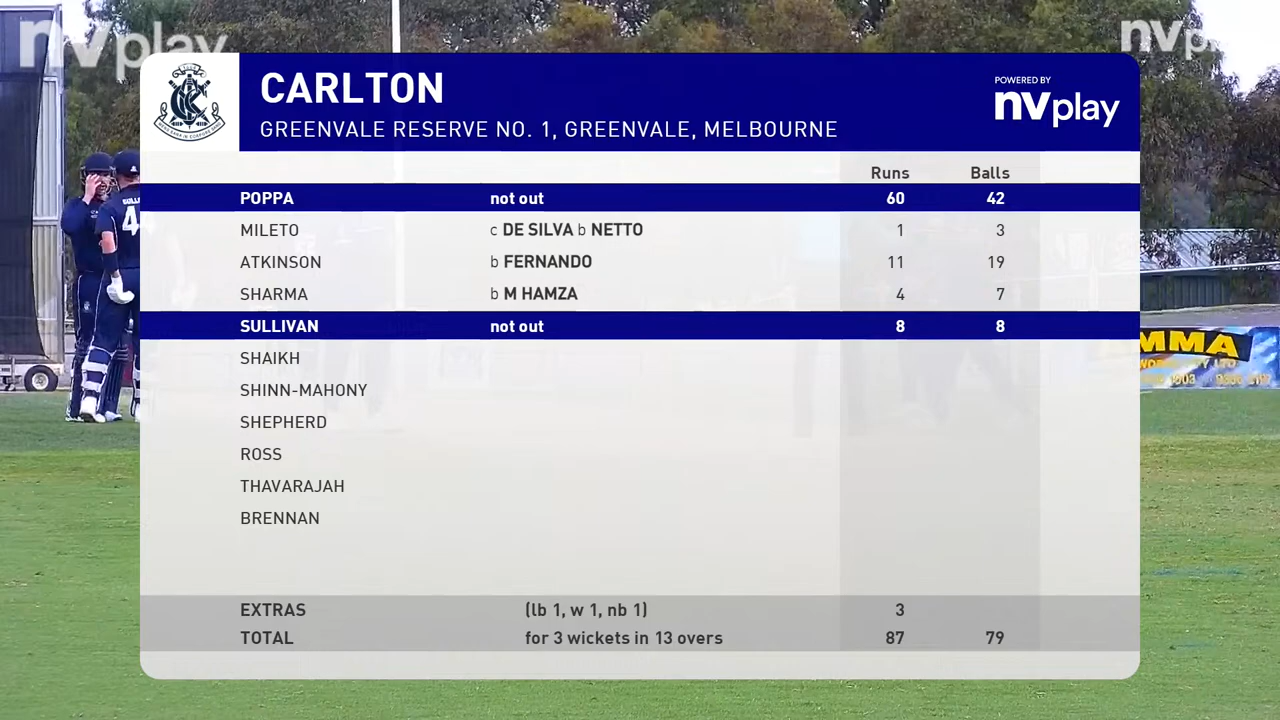 nvplay
nvp
CARLTON
GREENVALE RESERVE NO. 1, GREENVALE, MELBOURNE
POWERED BY
nvplay
Runs Balls
POPPA not out 60 42
MILETO c DE SILVA b NETTO 1 3
ATKINSON b FERNANDO 11 19
SHARMA b M HAMZA 4 7
SULLIVAN not out 8 8
SHAIKH
SHINN-MAHONY
SHEPHERD
ROSS
THAVARAJAH
BRENNAN
EXTRAS (lb 1, w 1, nb 1) 3
TOTAL for 3 wickets in 13 overs 87 79
SULL
4
MMA